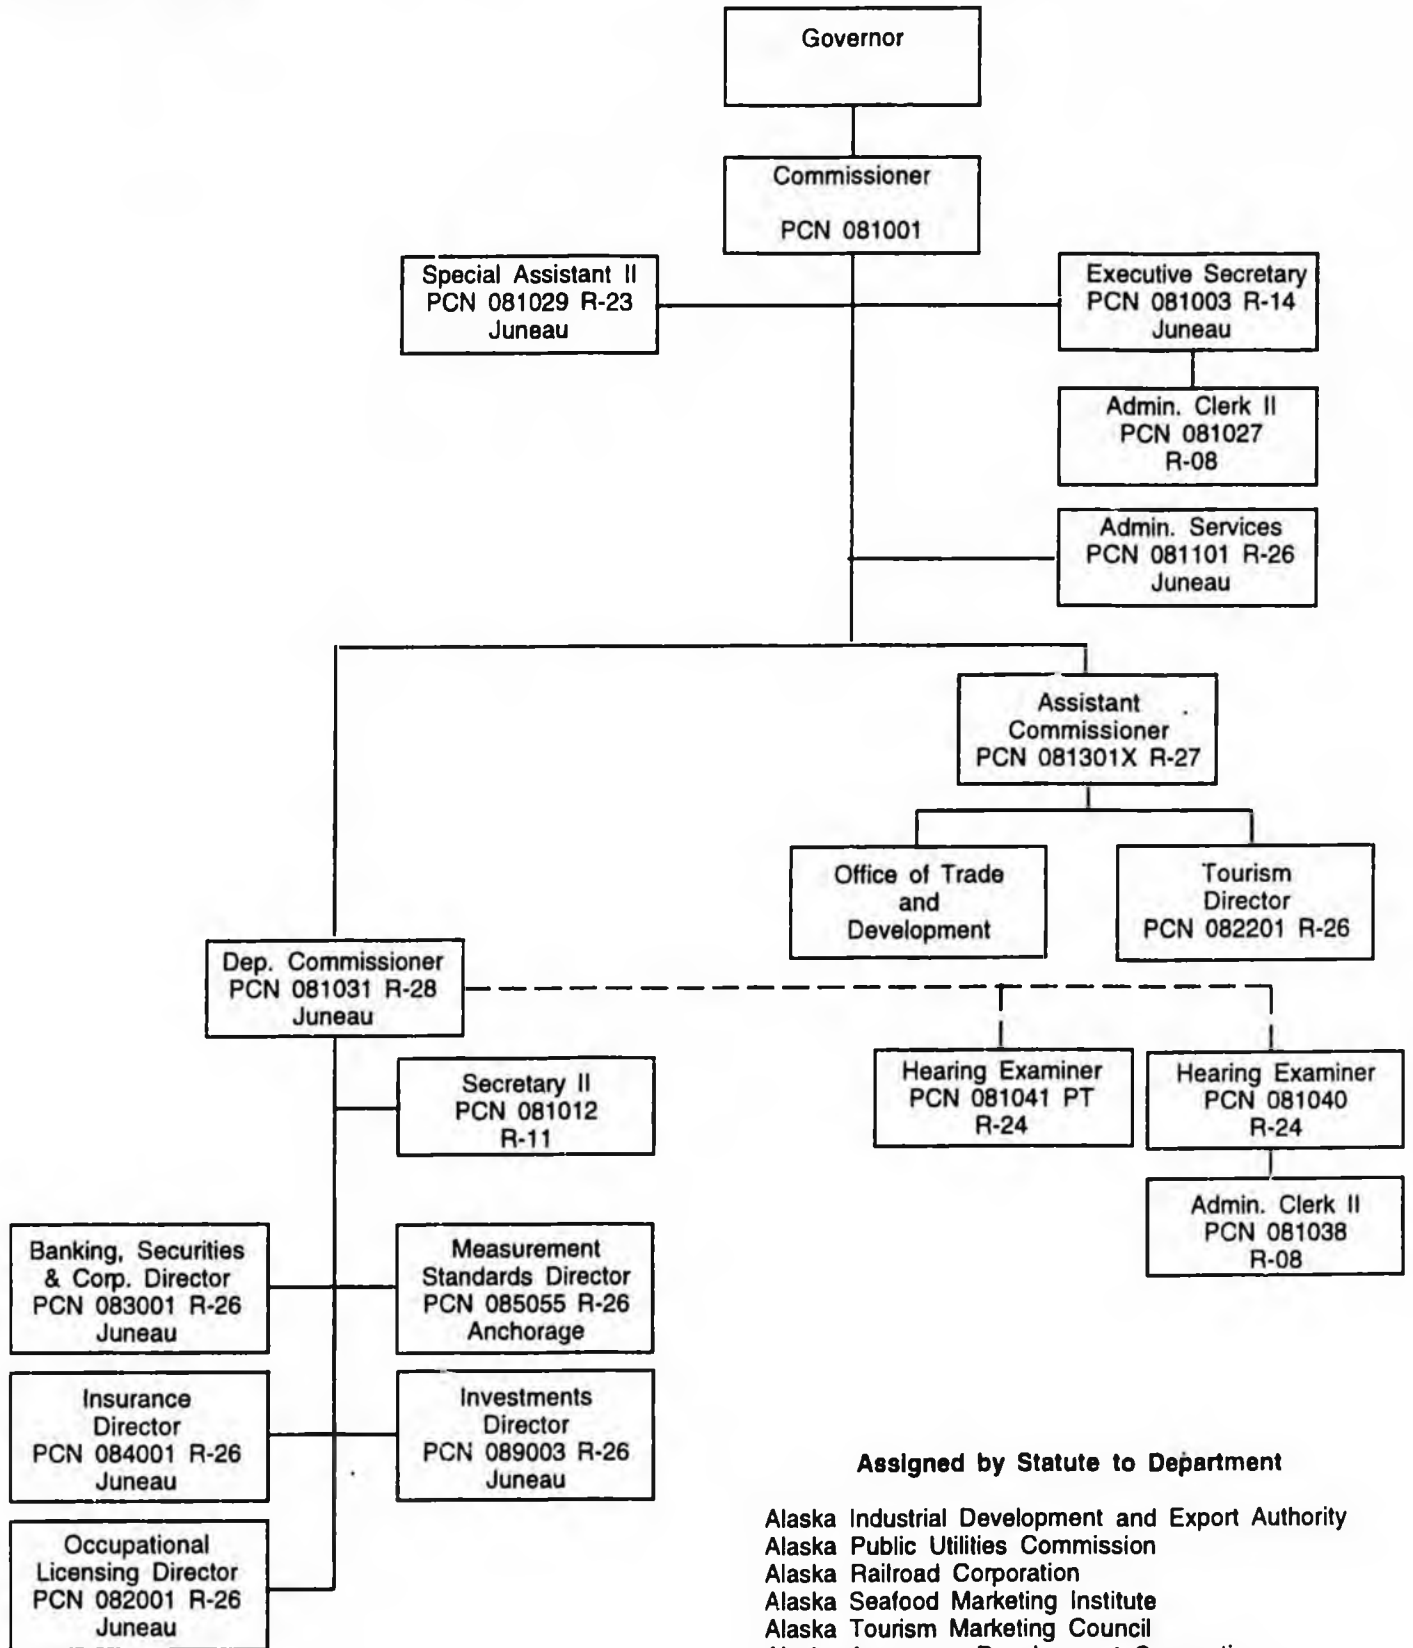 Governor
Commissioner
PCN 081001
Special Assistant II
PCN 081029 R-23
Juneau
Executive Secretary
PCN 081003 R-14
Juneau
Admin. Clerk II
PCN 081027
R-08
Admin. Services
PCN 081101 R-26
Juneau
Assistant
Commissioner
PCN 081301X R-27
Office of Trade
and
Development
Tourism
Director
PCN 082201 R-26
Dep. Commissioner
PCN 081031 R-28
Juneau
Secretary II
PCN 081012
R-11
Hearing Examiner
PCN 081041 PT
R-24
Hearing Examiner
PCN 081040
R-24
Admin. Clerk II
PCN 081038
R-08
Banking, Securities
& Corp. Director
PCN 083001 R-26
Juneau
Measurement
Standards Director
PCN 085055 R-26
Anchorage
Insurance
Director
PCN 084001 R-26
Juneau
Investments
Director
PCN 089003 R-26
Juneau
Occupational
Licensing Director
PCN 082001 R-26
Juneau
Assigned by Statute to Department
Alaska Industrial Development and Export Authority
Alaska Public Utilities Commission
Alaska Railroad Corporation
Alaska Seafood Marketing Institute
Alaska Tourism Marketing Council